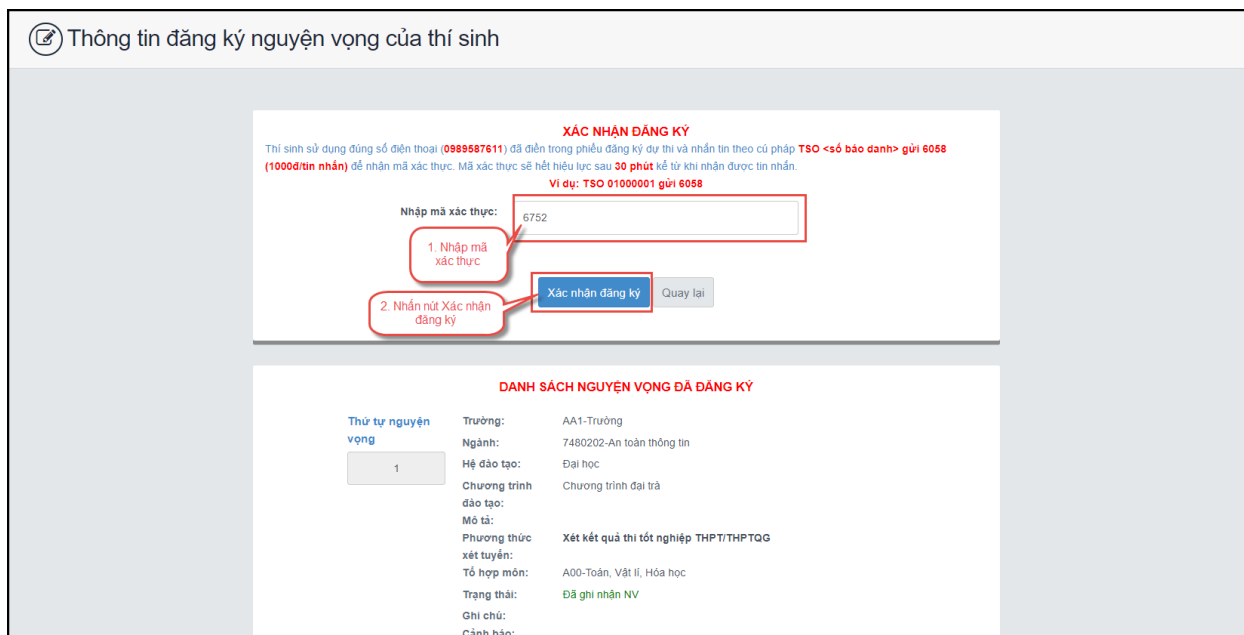 Thông tin đăng ký nguyện vọng của thí sinh
XÁC NHẬN ĐĂNG KÝ
Thí sinh sử dụng đúng số điện thoại (0989587611) đã điền trong phiếu đăng ký dự thi và nhắn tin theo cú pháp TSO <số báo danh> gửi 6058
(1000đ/tin nhắn) để nhận mã xác thực. Mã xác thực sẽ hết hiệu lực sau 30 phút kể từ khi nhận được tin nhắn.
Ví dụ: TSO 01000001 gửi 6058
Nhập mã xác thực: 6752
1. Nhập mã
xác thực
Xác nhận đăng ký Quay lại
2. Nhấn nút Xác nhận
đăng ký
DANH SÁCH NGUYỆN VỌNG ĐÃ ĐĂNG KÝ
Thứ tự nguyện
vọng
1
Trường: AA1-Trường
Ngành: 7480202-An toàn thông tin
Hệ đào tạo: Đại học
Chương trình Chương trình đại trà
đào tạo:
Mô tả:
Phương thức Xét kết quả thi tốt nghiệp THPT/THPTQG
xét tuyển:
Tổ hợp môn: A00-Toán, Vật lí, Hóa học
Trạng thái: Đã ghi nhận NV
Ghi chú:
Cảnh báo: